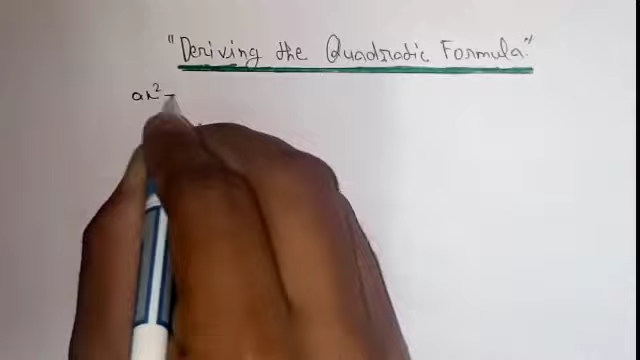 "Deriving the Quadratic Formula."
ax² -